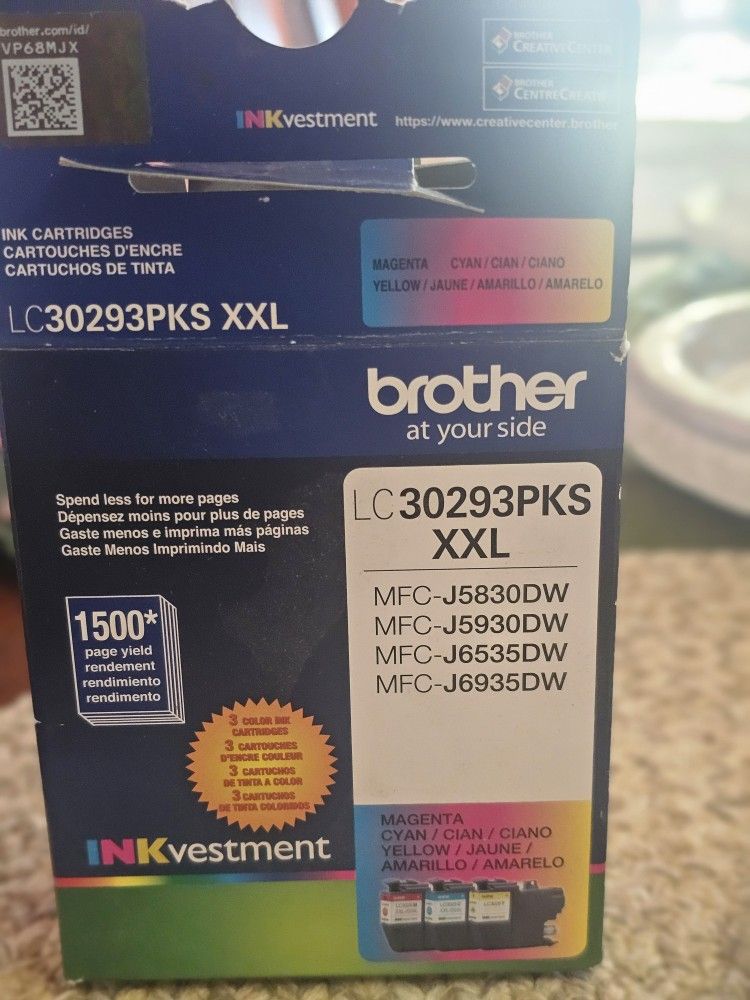 brother.com/id/
VP68MJX
BROTHER
CREATIVECENTER
BROTHER
CENTRECREATIF
INKvestment
https://www.creativecenter.brother
INK CARTRIDGES
CARTOUCHES D'ENCRE
CARTUCHOS DE TINTA
MAGENTA CYAN / CIAN / CIANO
YELLOW / JAUNE / AMARILLO / AMARELO
LC30293PKS XXL
brother
at your side
Spend less for more pages
Dépensez moins pour plus de pages
Gaste menos e imprima más páginas
Gaste Menos Imprimindo Mais
LC30293PKS
XXL
MFC-J5830DW
MFC-J5930DW
MFC-J6535DW
MFC-J6935DW
1500*
page yield
rendement
rendimiento
rendimento
3 COLOR INK
CARTRIDGES
3 CARTOUCHES
D'ENCRE COULEUR
3 CARTUCHOS
DE TINTA A COLOR
3 CARTUCHOS
DE TINTA COLORIDOS
INKvestment
MAGENTA
CYAN / CIAN / CIANO
YELLOW / JAUNE /
AMARILLO / AMARELO